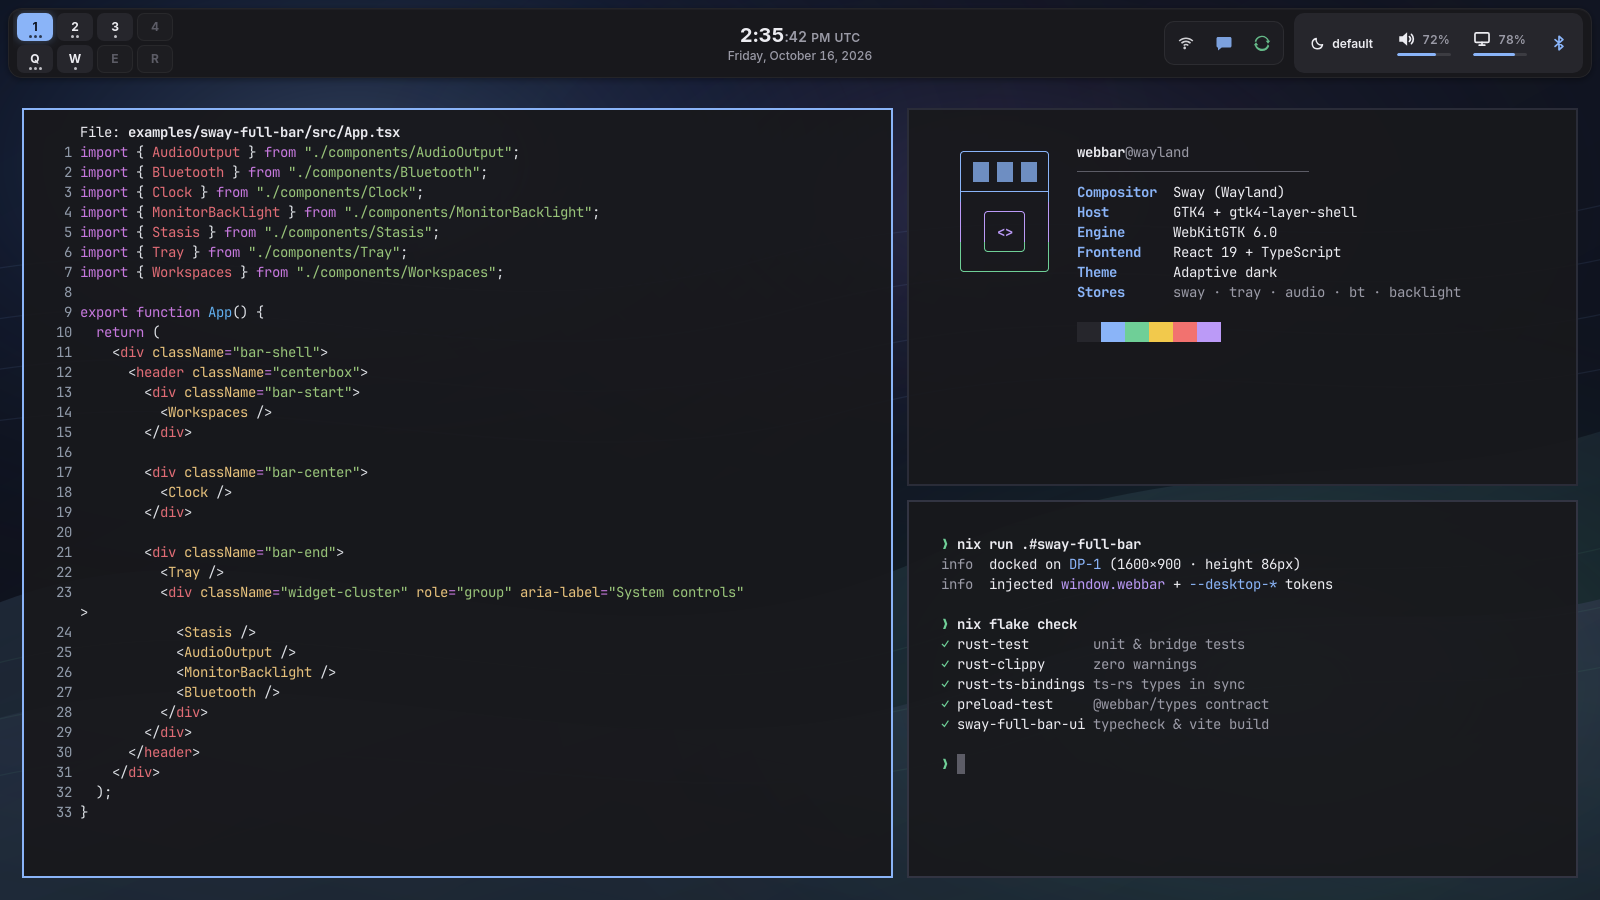 1 2 3 4
Q W E R
2:35:42 PM UTC
Friday, October 16, 2026
default 72% 78%
File: examples/sway-full-bar/src/App.tsx
1 import { AudioOutput } from "./components/AudioOutput";
2 import { Bluetooth } from "./components/Bluetooth";
3 import { Clock } from "./components/Clock";
4 import { MonitorBacklight } from "./components/MonitorBacklight";
5 import { Stasis } from "./components/Stasis";
6 import { Tray } from "./components/Tray";
7 import { Workspaces } from "./components/Workspaces";
8
9 export function App() {
10   return (
11     <div className="bar-shell">
12       <header className="centerbox">
13         <div className="bar-start">
14           <Workspaces />
15         </div>
16
17         <div className="bar-center">
18           <Clock />
19         </div>
20
21         <div className="bar-end">
22           <Tray />
23           <div className="widget-cluster" role="group" aria-label="System controls"
>
24             <Stasis />
25             <AudioOutput />
26             <MonitorBacklight />
27             <Bluetooth />
28           </div>
29         </div>
30       </header>
31     </div>
32   );
33 }
<>
webbar@wayland
Compositor Sway (Wayland)
Host GTK4 + gtk4-layer-shell
Engine WebKitGTK 6.0
Frontend React 19 + TypeScript
Theme Adaptive dark
Stores sway · tray · audio · bt · backlight
❯ nix run .#sway-full-bar
info docked on DP-1 (1600×900 · height 86px)
info injected window.webbar + --desktop-* tokens
❯ nix flake check
✓ rust-test unit & bridge tests
✓ rust-clippy zero warnings
✓ rust-ts-bindings ts-rs types in sync
✓ preload-test @webbar/types contract
✓ sway-full-bar-ui typecheck & vite build
❯